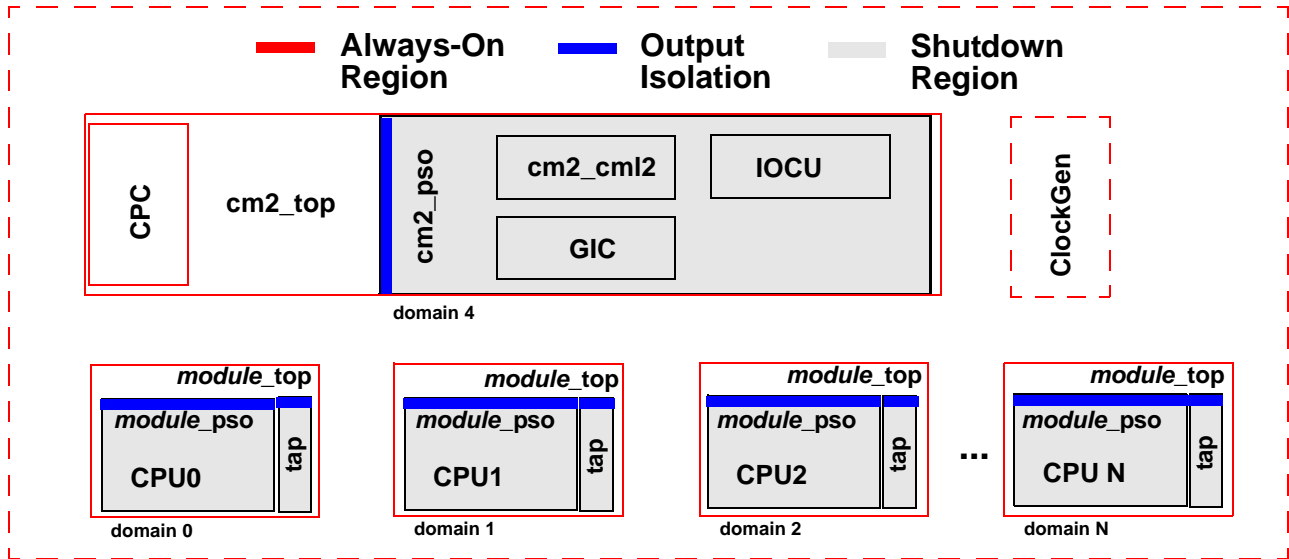 Always-On Region
Output Isolation
Shutdown Region
CPC
cm2_top
cm2_pso
cm2_cml2
IOCU
GIC
ClockGen
domain 4
module_top
module_pso
CPU0
tap
domain 0
module_top
module_pso
CPU1
tap
domain 1
module_top
module_pso
CPU2
tap
domain 2
...
module_top
module_pso
CPU N
tap
domain N